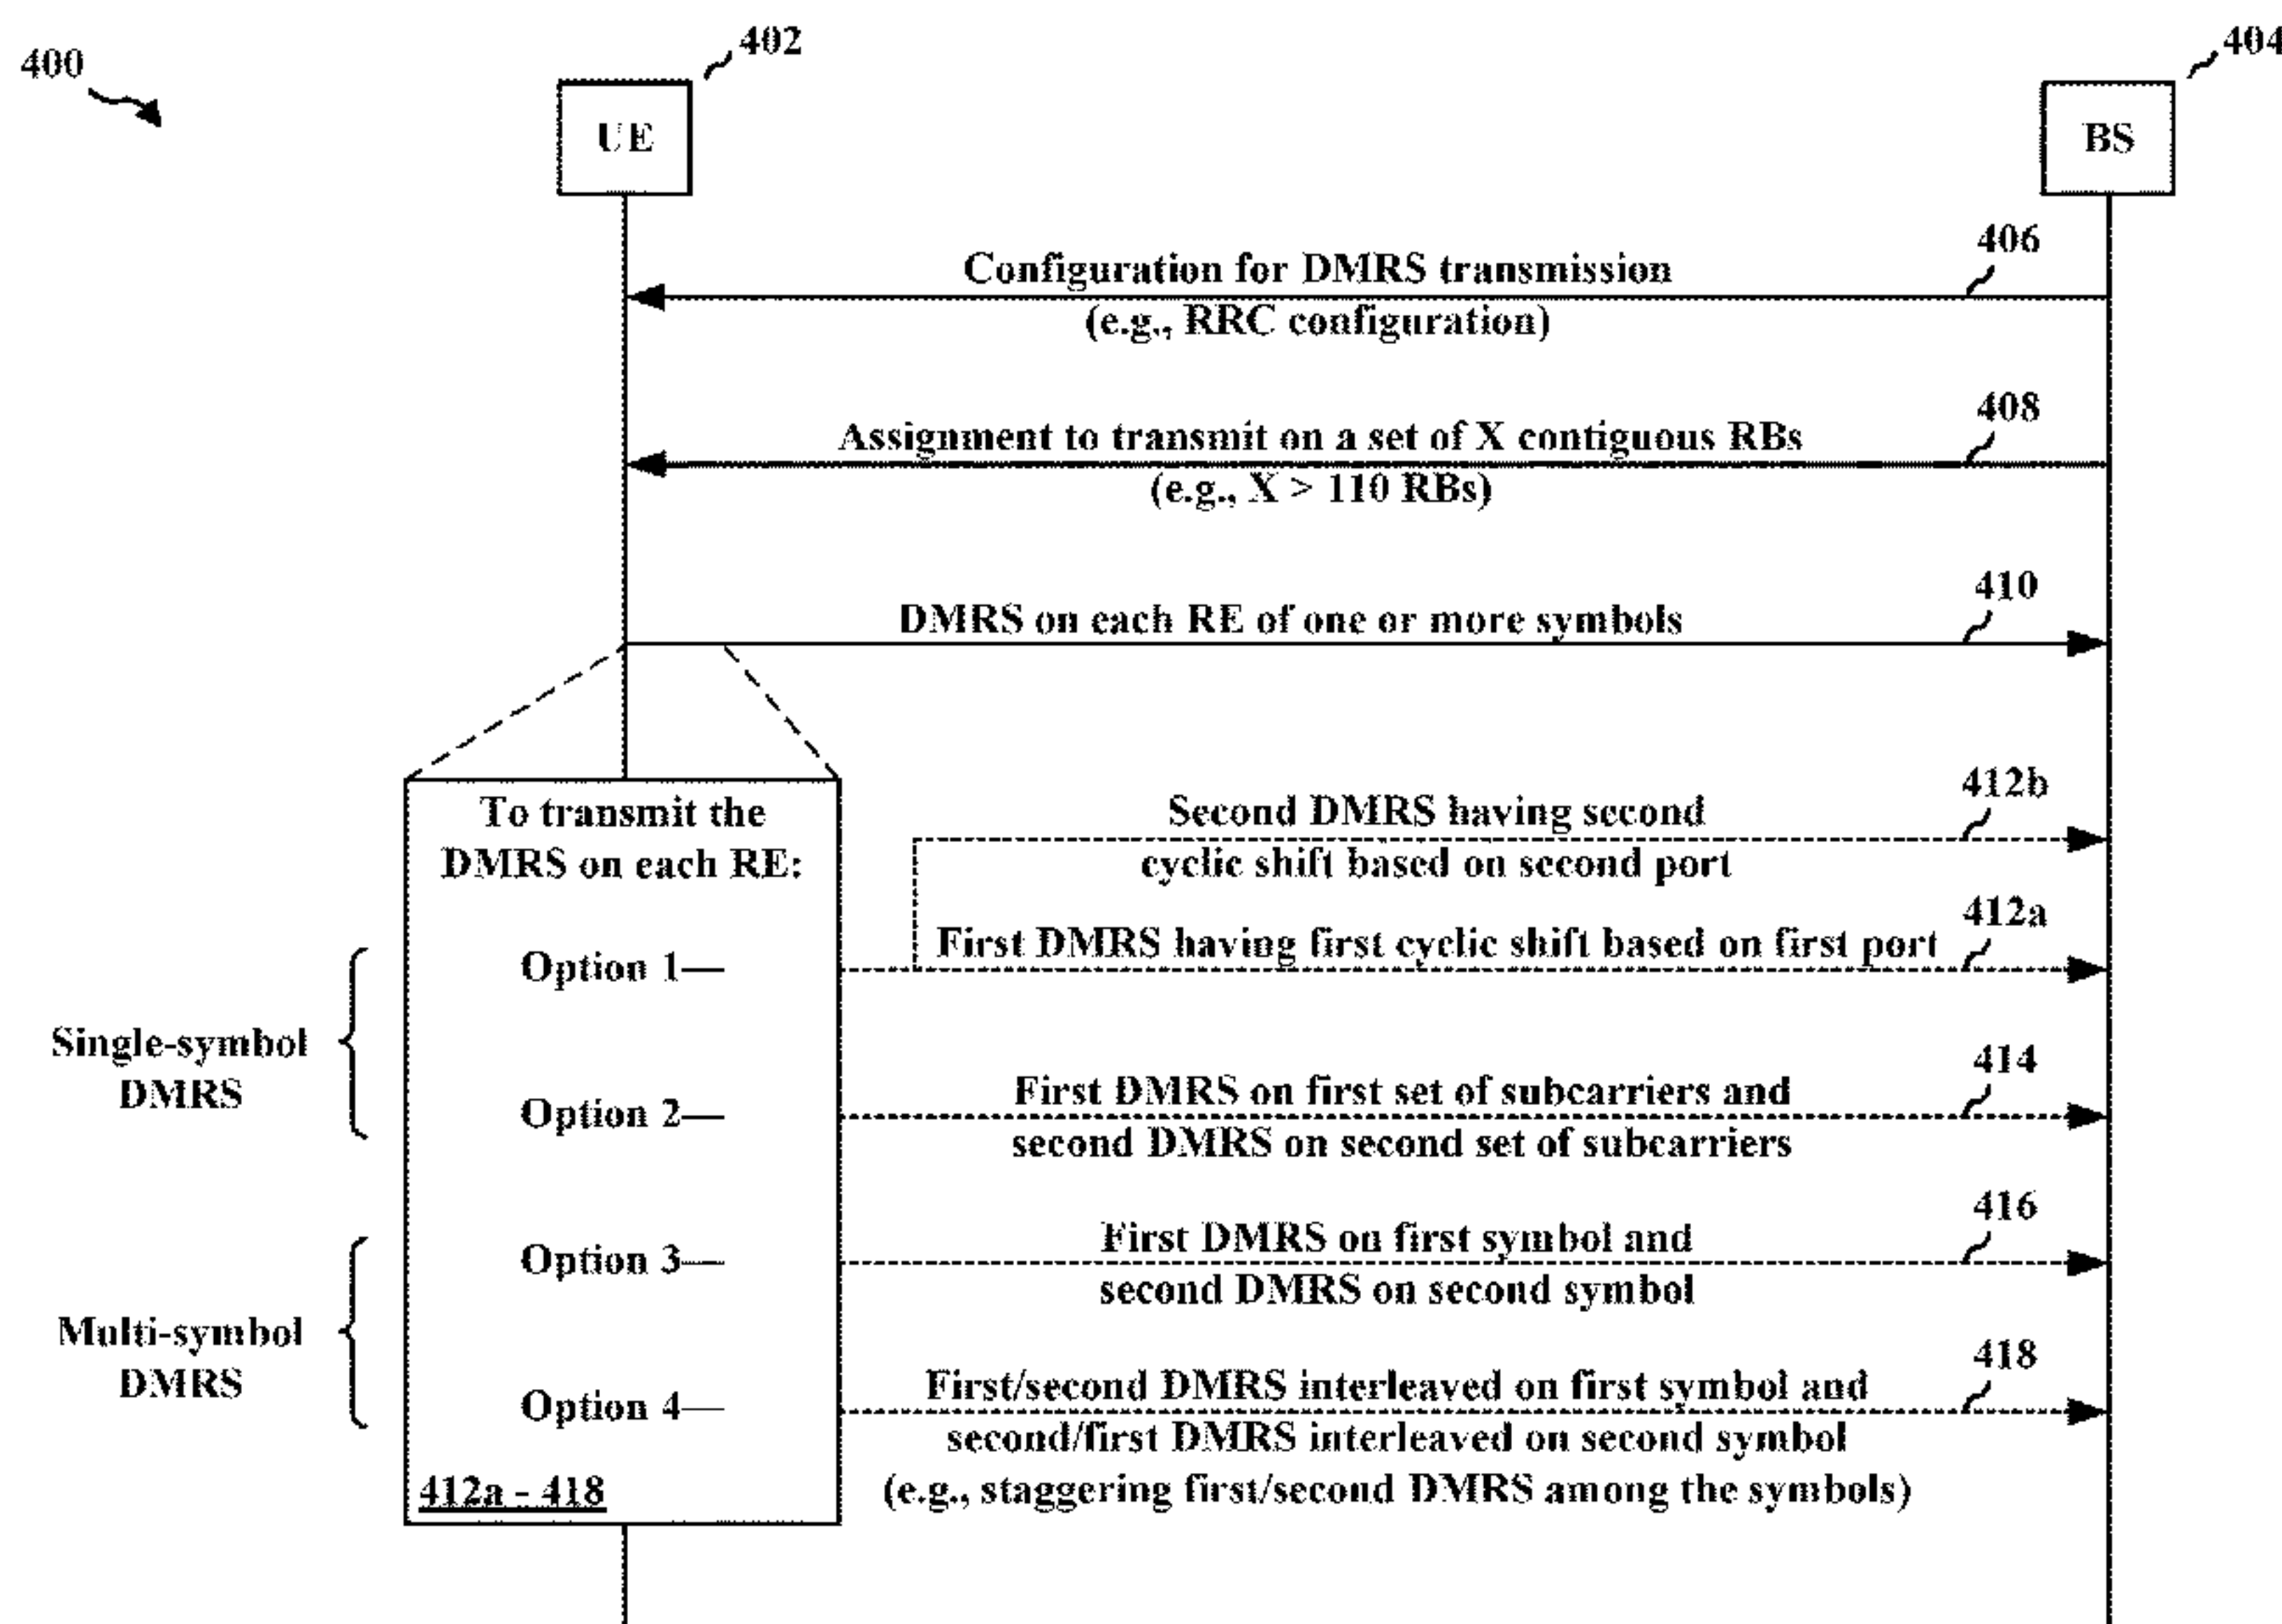 400
402
404
UE
BS
406
Configuration for DMRS transmission
(e.g., RRC configuration)
408
Assignment to transmit on a set of X contiguous RBs
(e.g., X > 110 RBs)
410
DMRS on each RE of one or more symbols
To transmit the
DMRS on each RE:
412b
Second DMRS having second
cyclic shift based on second port
412a
First DMRS having first cyclic shift based on first port
Option 1
Single-symbol
DMRS
414
First DMRS on first set of subcarriers and
Option 2
second DMRS on second set of subcarriers
416
First DMRS on first symbol and
Option 3
second DMRS on second symbol
Multi-symbol
DMRS
418
First/second DMRS interleaved on first symbol and
Option 4
second/first DMRS interleaved on second symbol
(e.g., staggering first/second DMRS among the symbols)
412a - 418